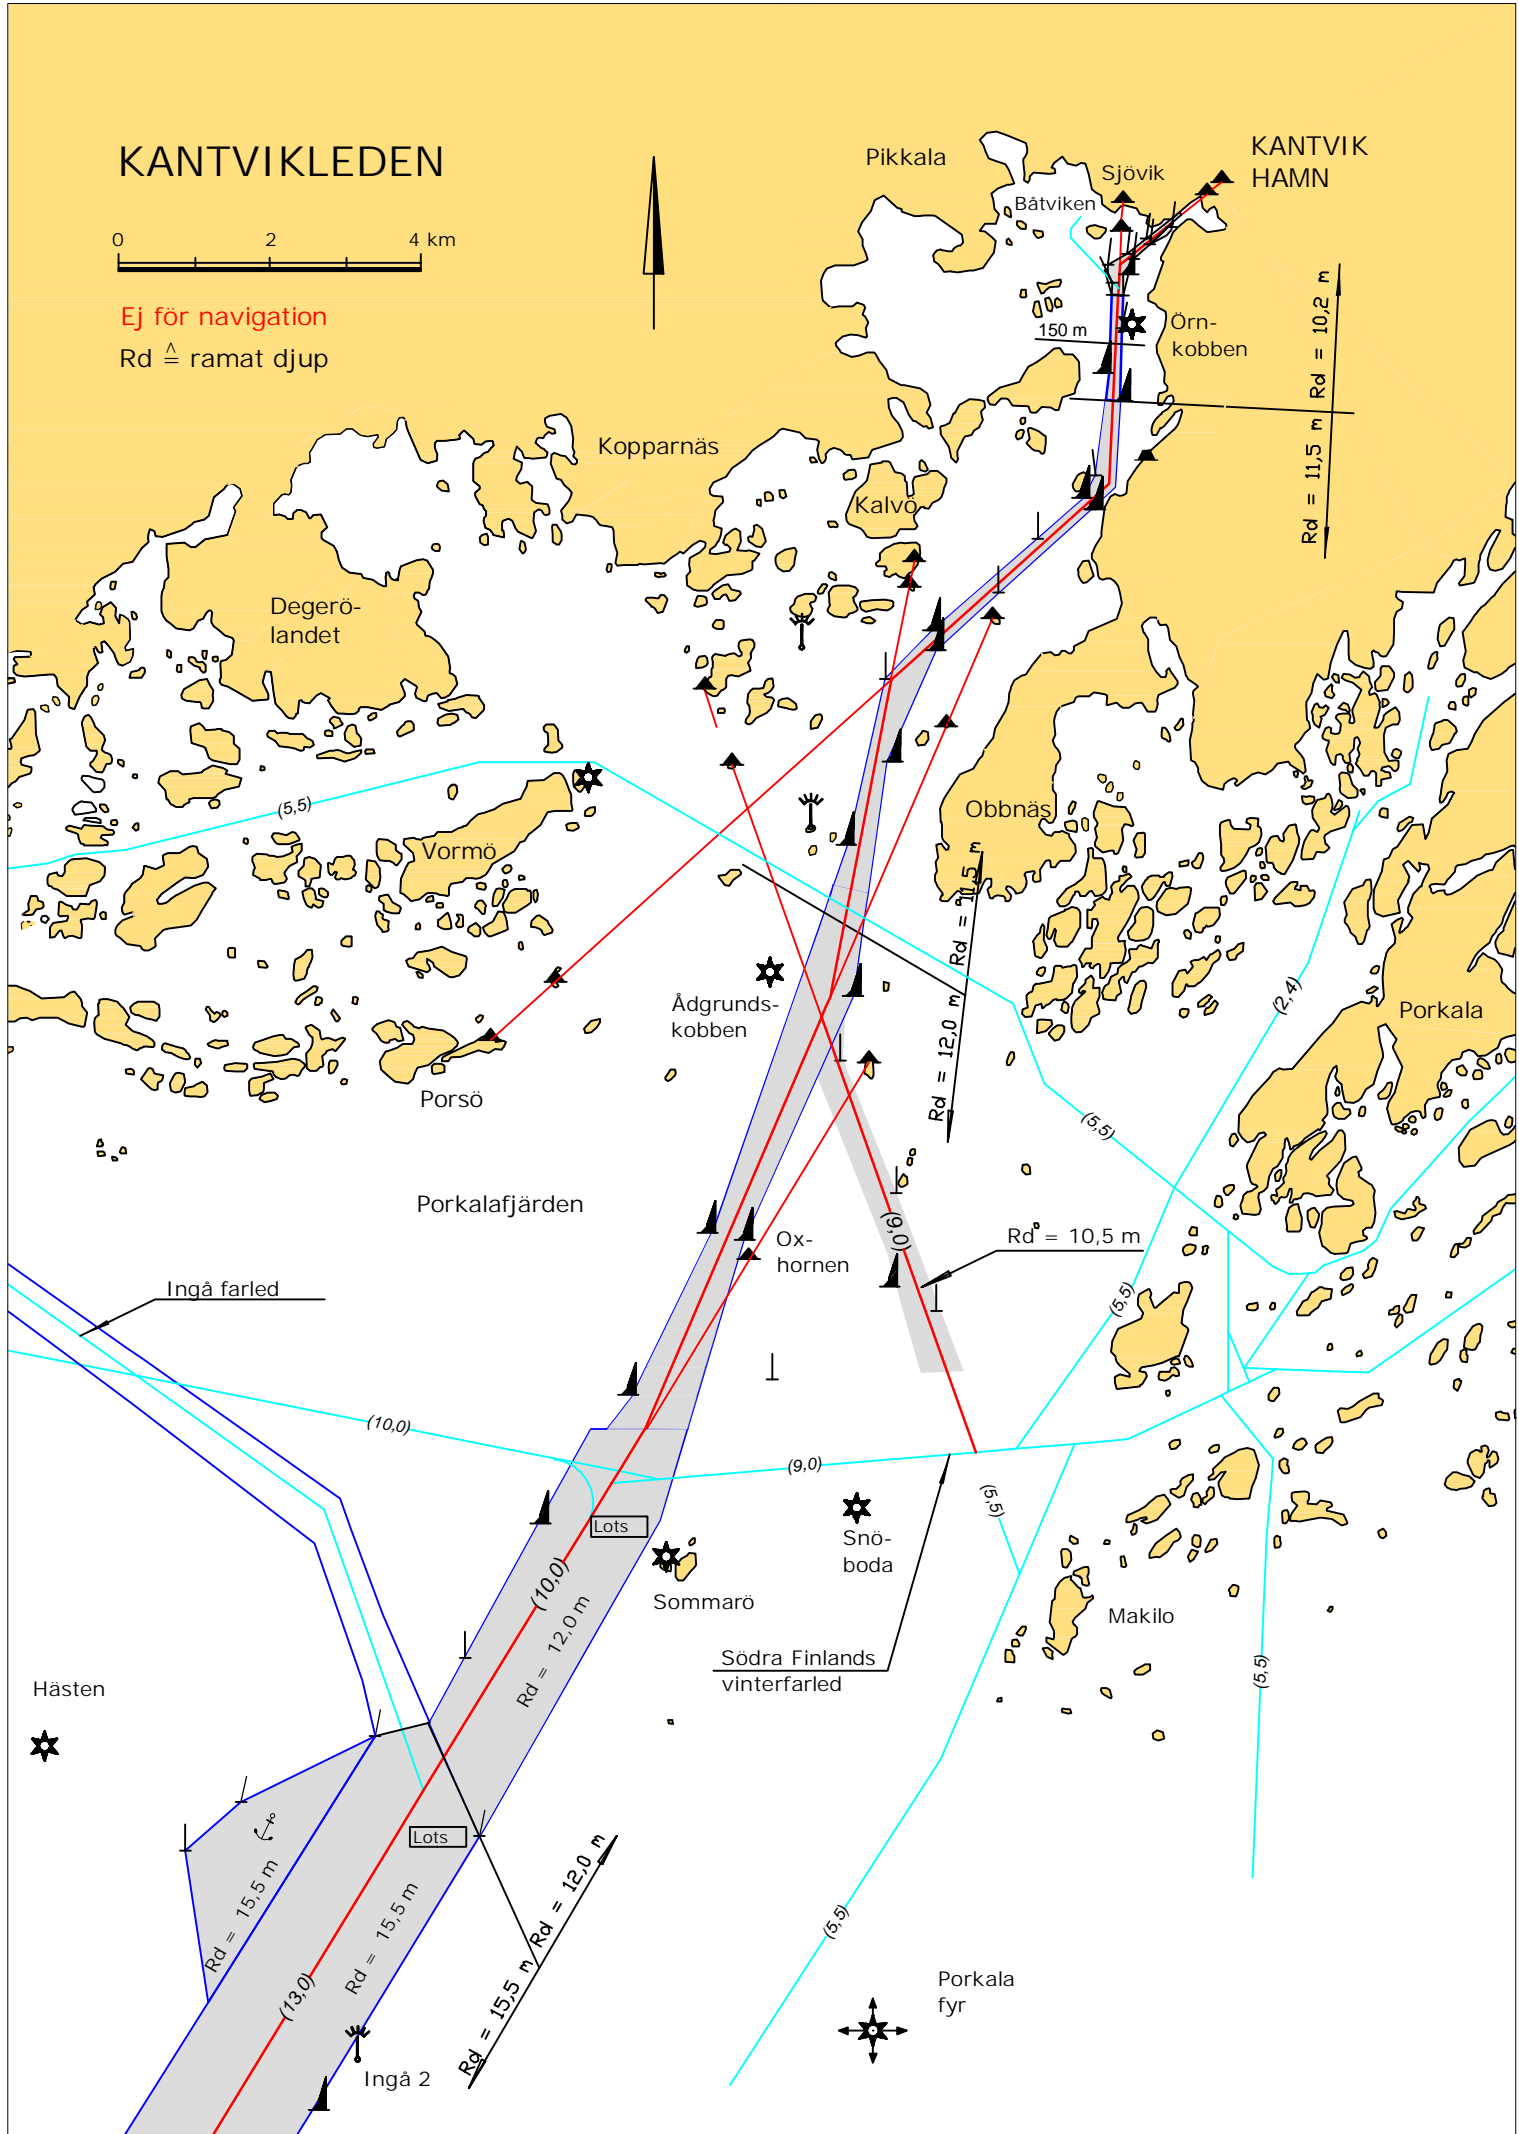 KANTVIKLEDEN
0 2 4 km
Ej för navigation
Rd ≙ ramat djup
Pikkala
KANTVIK
HAMN
Sjövik
Båtviken
150 m
Örn-
kobben
Rd = 11,5 m Rd = 10,2 m
Kopparnäs
Kalvö
Degerö-
landet
(5,5)
Vormö
Obbnäs
Rd = 12,0 m Rd = 11,5 m
Ådgrunds-
kobben
(2,4)
Porkala
Porsö
(5,5)
Porkalafjärden
(9,0)
Ox-
hornen
Rd = 10,5 m
Ingå farled
(5,5)
(10,0)
(9,0)
(5,5)
Lots
Snö-
boda
(10,0)
Rd = 12,0 m
Sommarö
Makilo
Södra Finlands
vinterfarled
(5,5)
Hästen
Lots
Rd = 15,5 m
Rd = 15,5 m
Rd = 15,5 m Rd = 12,0 m
(5,5)
(13,0)
Porkala
fyr
Ingå 2